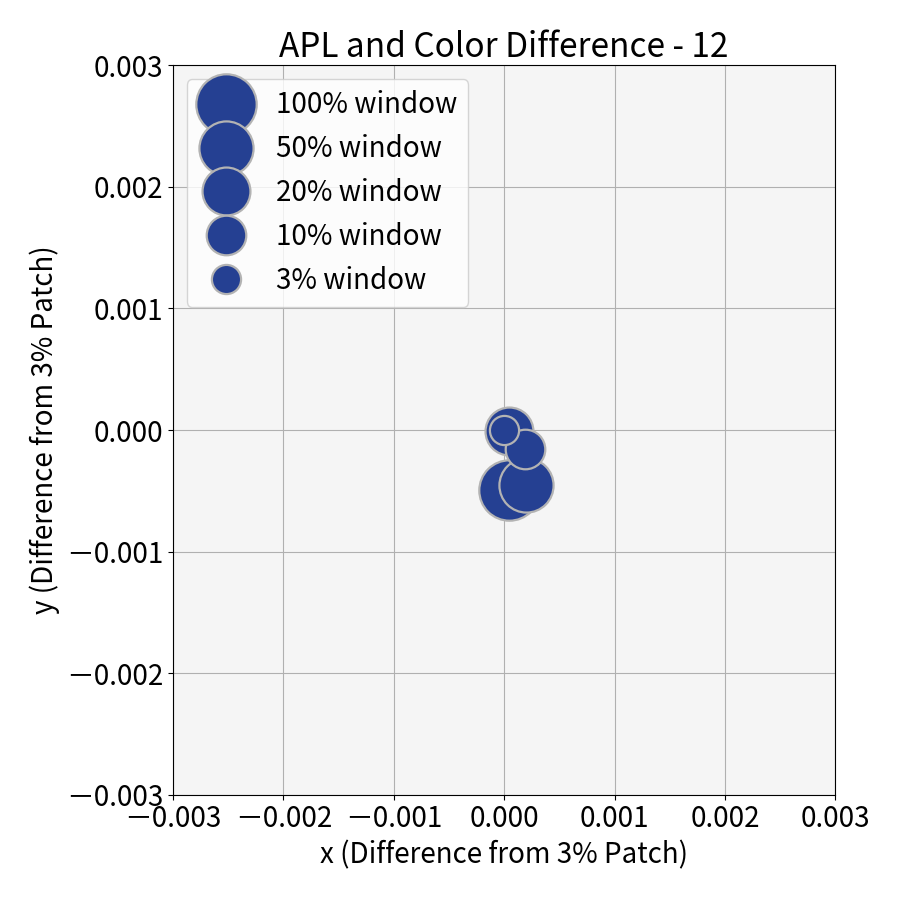 APL and Color Difference - 12
0.003
0.002
0.001
0.000
−0.001
−0.002
−0.003
100% window
50% window
20% window
10% window
3% window
y (Difference from 3% Patch)
−0.003 −0.002 −0.001 0.000 0.001 0.002 0.003
x (Difference from 3% Patch)